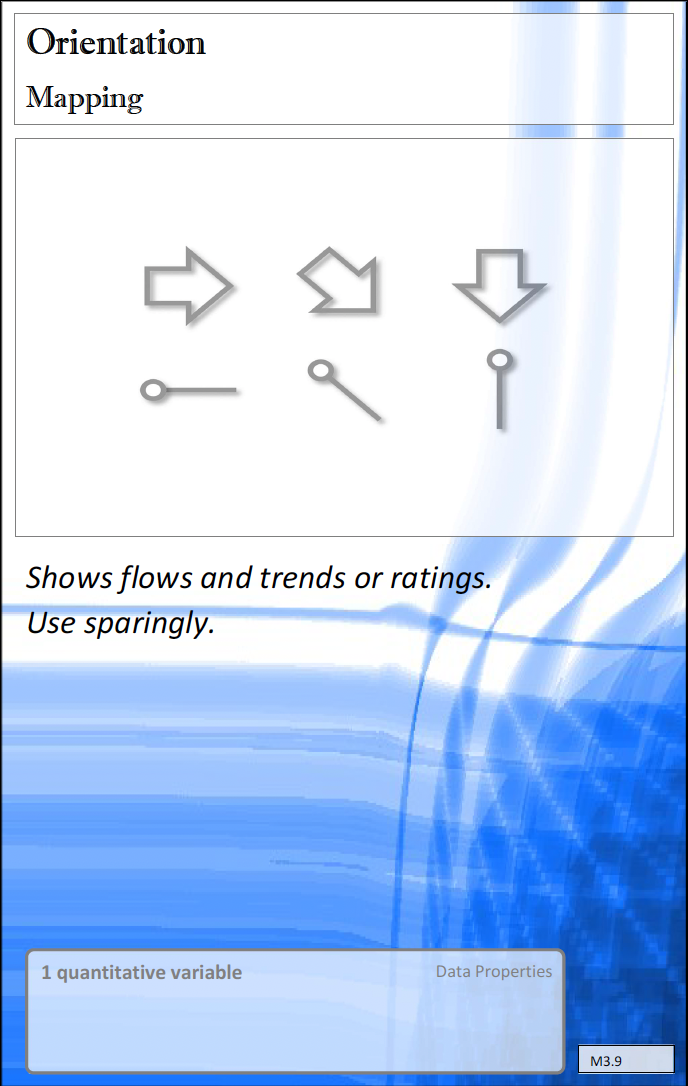 Orientation
Mapping
Shows flows and trends or ratings.
Use sparingly.
1 quantitative variable
Data Properties
M3.9